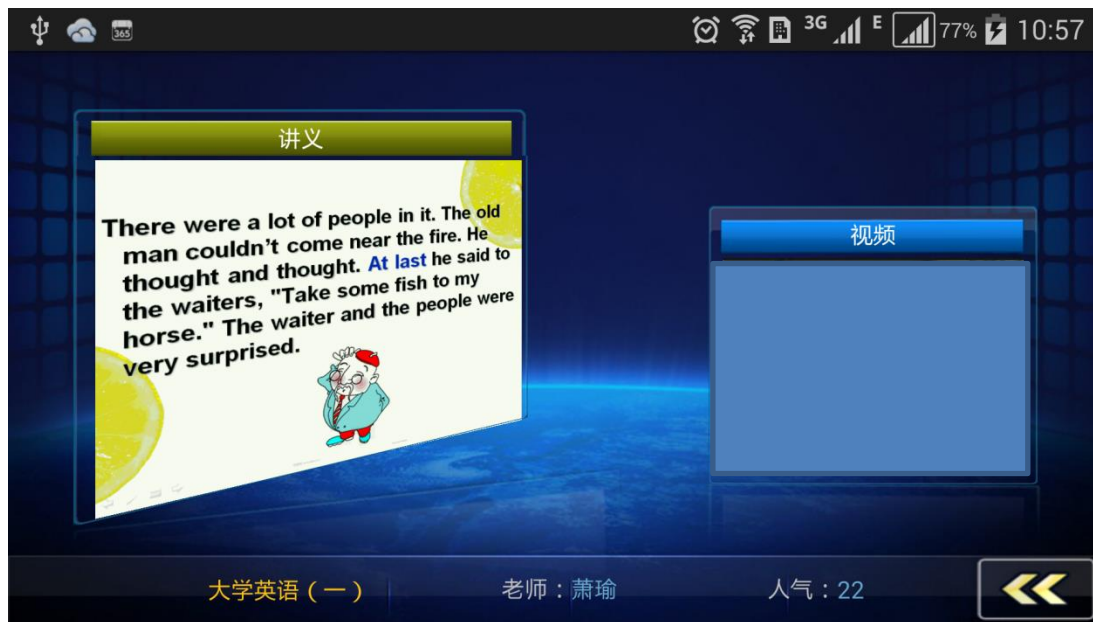 365
3G
E
77%
10:57
讲义
There were a lot of people in it. The old
man couldn't come near the fire. He
thought and thought. At last he said to
the waiters, "Take some fish to my
horse." The waiter and the people were
very surprised.
视频
大学英语（一）
老师：萧瑜
人气：22